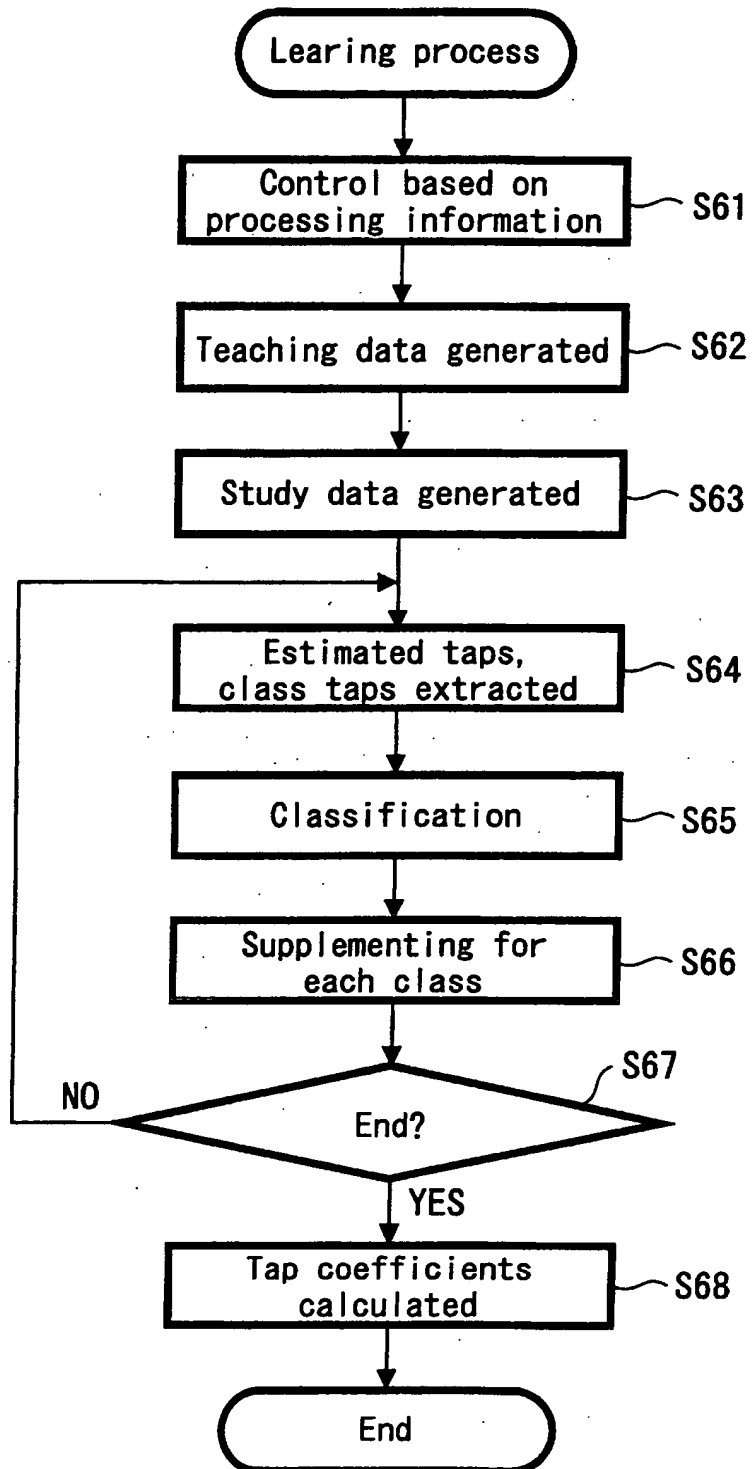 Learing process
Control based on
processing information
S61
Teaching data generated
S62
Study data generated
S63
Estimated taps,
class taps extracted
S64
Classification
S65
Supplementing for
each class
S66
S67
End?
NO
YES
Tap coefficients
calculated
S68
End